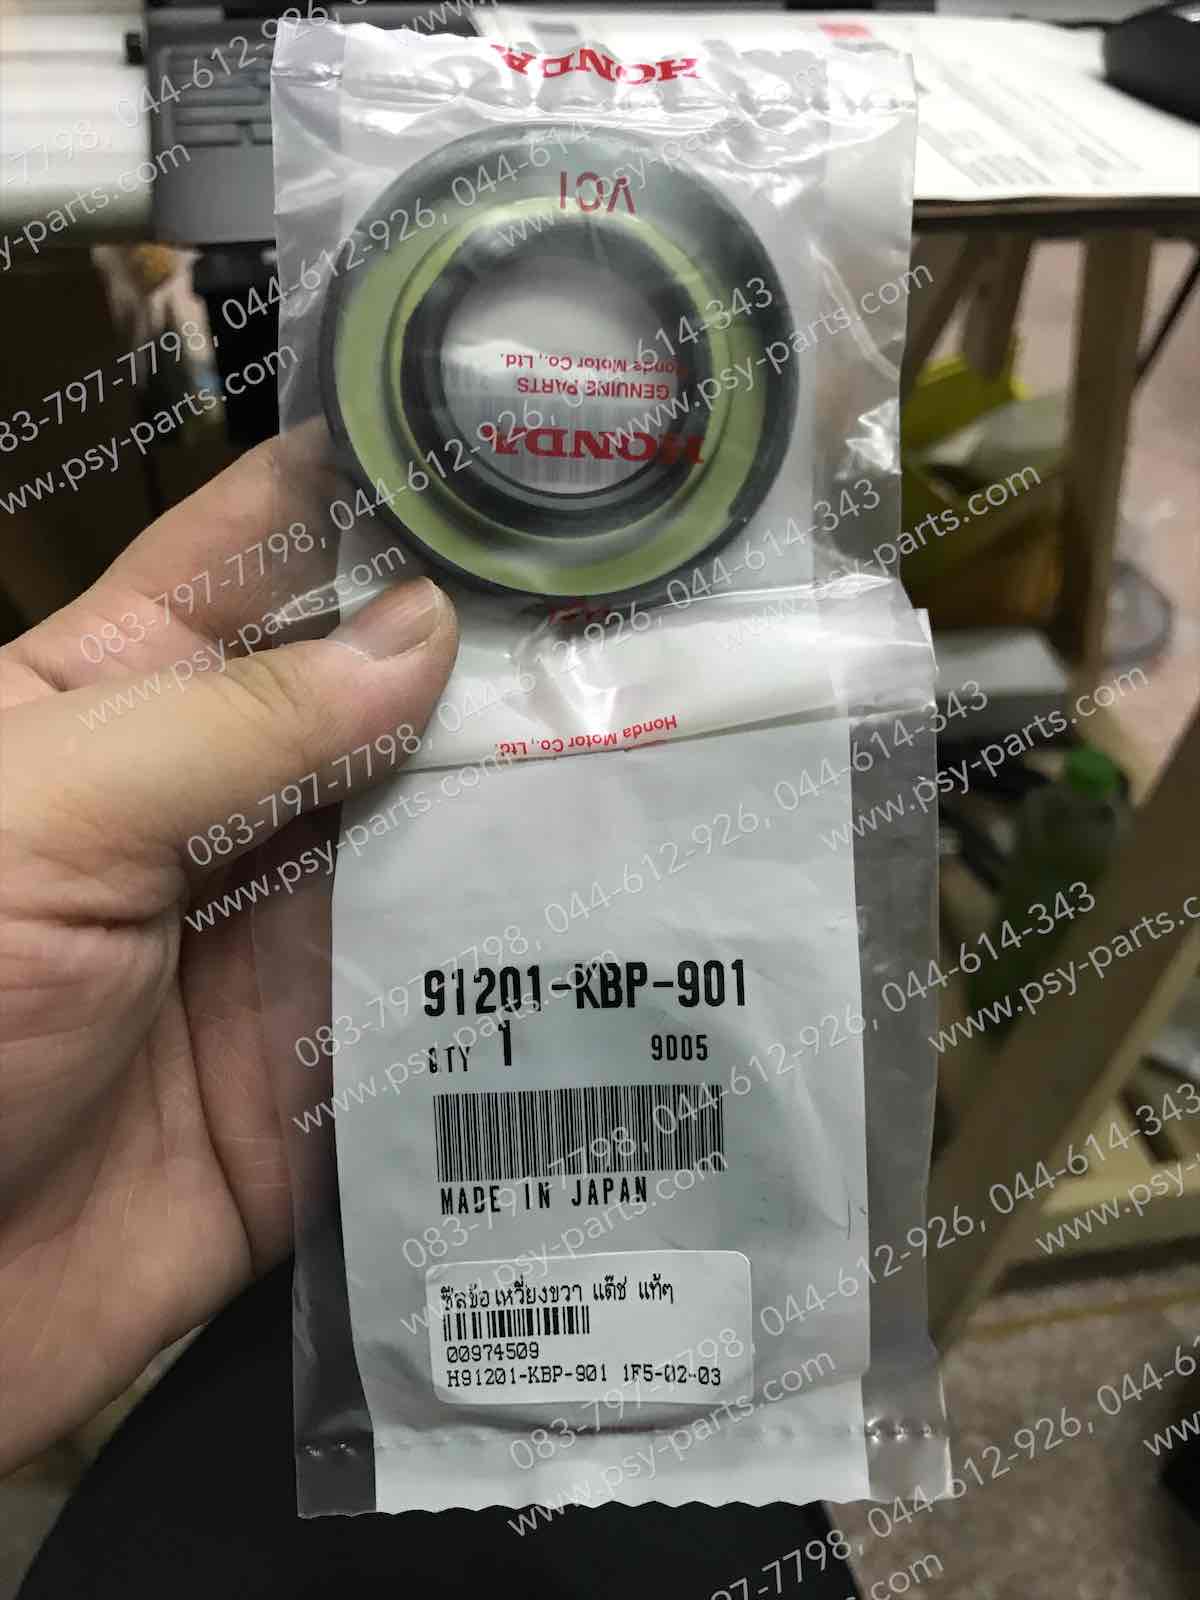 HONDA
VCI
Honda Motor Co., Ltd.
GENUINE PARTS
HONDA
Honda Motor Co., Ltd.
91201-KBP-901
QTY 1 9D05
MADE IN JAPAN
ซีลข้อเหวี่ยงขวา แด๊ช แท้ๆ
00974509
H91201-KBP-901 1F5-02-03
083-797-7798, 044-612-926, 044-614-343
www.psy-parts.com